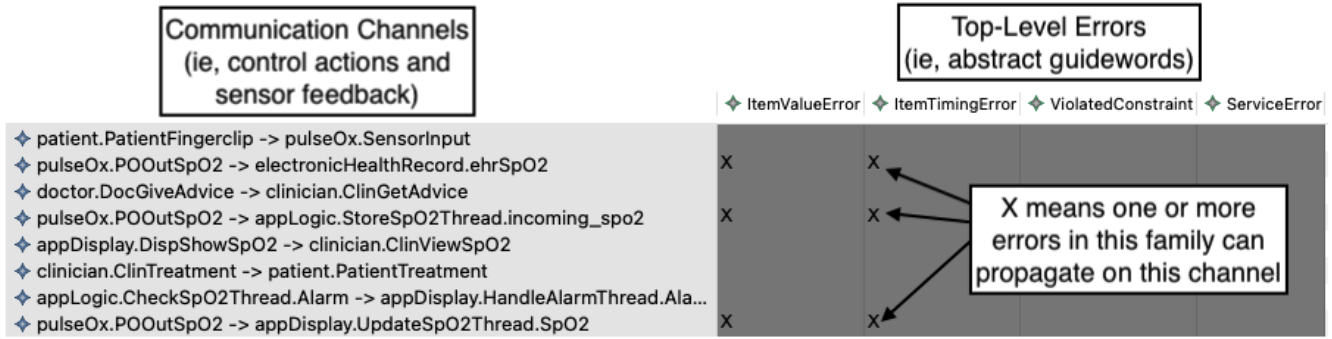 Communication Channels
(ie, control actions and
sensor feedback)
Top-Level Errors
(ie, abstract guidewords)
ItemValueError ItemTimingError ViolatedConstraint ServiceError
patient.PatientFingerclip -> pulseOx.SensorInput
pulseOx.POOutSpO2 -> electronicHealthRecord.ehrSpO2 X X
doctor.DocGiveAdvice -> clinician.ClinGetAdvice
pulseOx.POOutSpO2 -> appLogic.StoreSpO2Thread.incoming_spo2 X X
appDisplay.DispShowSpO2 -> clinician.ClinViewSpO2
clinician.ClinTreatment -> patient.PatientTreatment
appLogic.CheckSpO2Thread.Alarm -> appDisplay.HandleAlarmThread.Ala...
pulseOx.POOutSpO2 -> appDisplay.UpdateSpO2Thread.SpO2 X X
X means one or more
errors in this family can
propagate on this channel